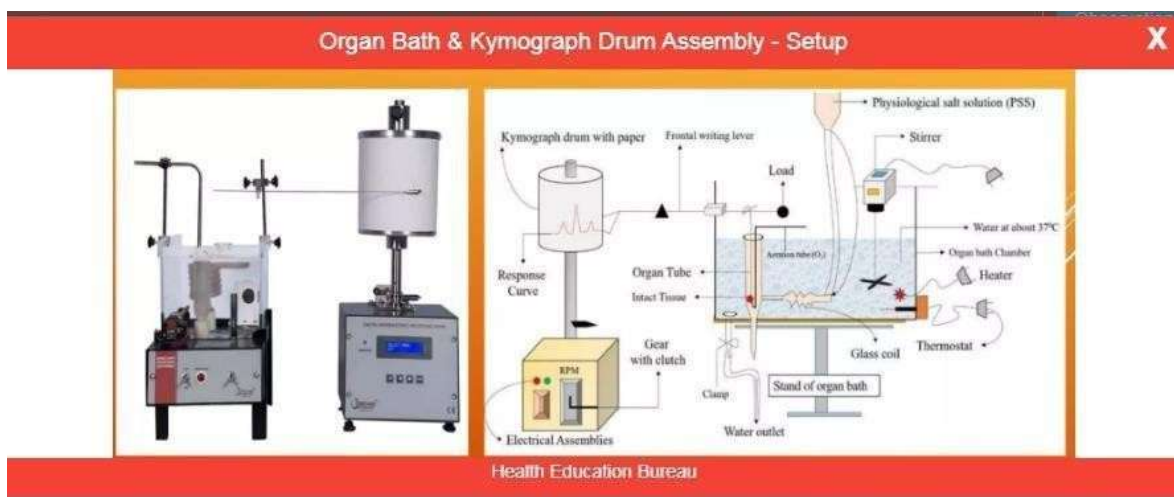 Organ Bath & Kymograph Drum Assembly - Setup
X
Physiological salt solution (PSS)
Kymograph drum with paper
Frontal writing lever
Stirrer
Load
Water at about 37⁰C
Aeration tube (O₂)
Organ bath Chamber
Response
Curve
Organ Tube
Heater
Intact Tissue
Gear
with clutch
Glass coil
Thermostat
RPM
Clamp
Stand of organ bath
Water outlet
Electrical Assemblies
Health Education Bureau